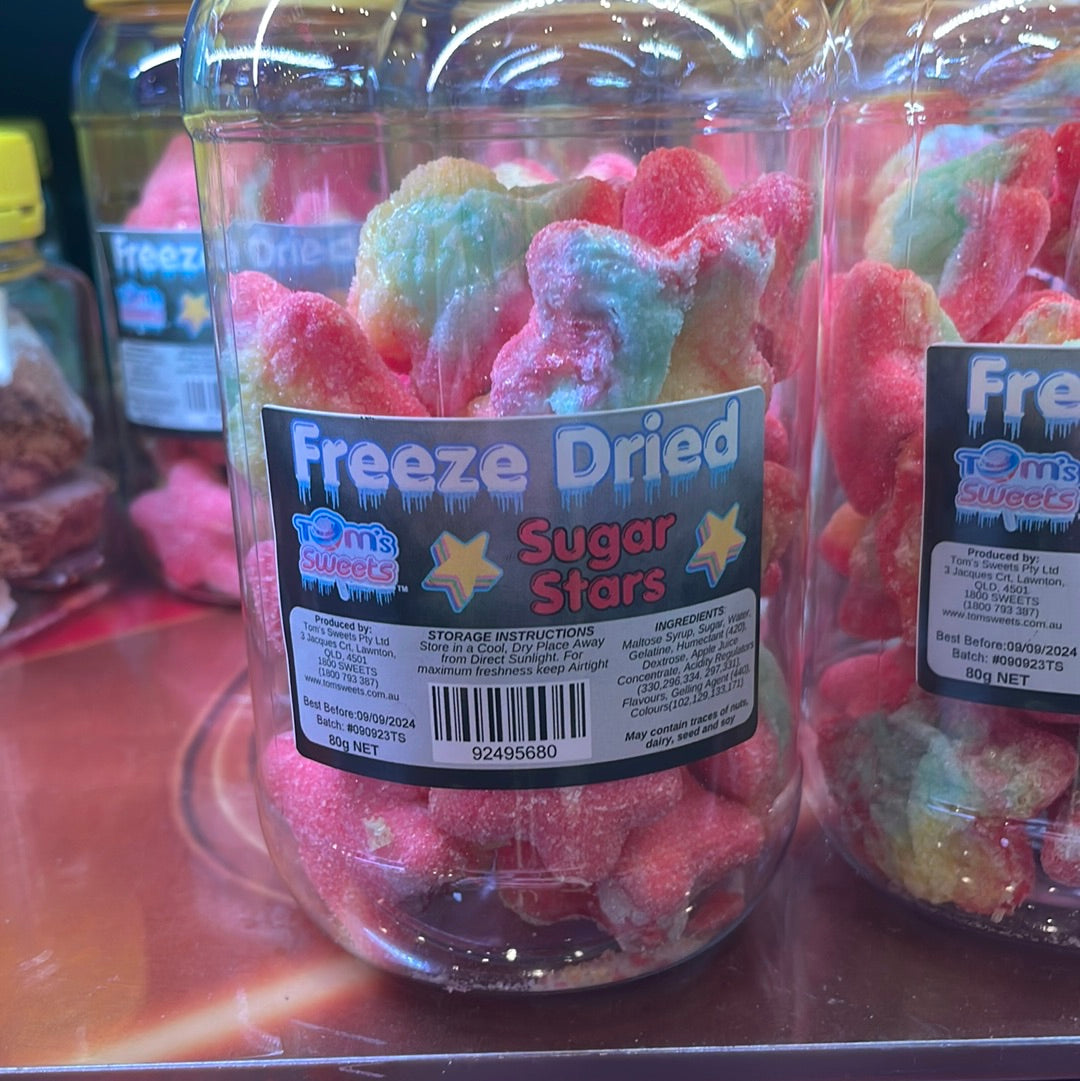 Freeze Dried
Tom's
Sweets™
Sugar
Stars
Produced by:
Tom's Sweets Pty Ltd
3 Jacques Crt, Lawnton,
QLD, 4501
1800 SWEETS
(1800 793 387)
www.tomsweets.com.au
Best Before:09/09/2024
Batch: #090923TS
80g NET
STORAGE INSTRUCTIONS
Store in a Cool, Dry Place Away
from Direct Sunlight. For
maximum freshness keep Airtight
92495680
INGREDIENTS:
Maltose Syrup, Sugar, Water,
Gelatine, Humectant (420),
Dextrose, Apple Juice
Concentrate, Acidity Regulators
(330,296,334, 297,331),
Flavours, Gelling Agent (440),
Colours(102,129,133,171)
May contain traces of nuts,
dairy, seed and soy
Freeze Dried
Fre
Tom's
Sweets
Produced by:
Tom's Sweets Pty Ltd
3 Jacques Crt, Lawnton,
QLD, 4501
1800 SWEETS
(1800 793 387)
www.tomsweets.com.au
Best Before:09/09/2024
Batch: #090923TS
80g NET